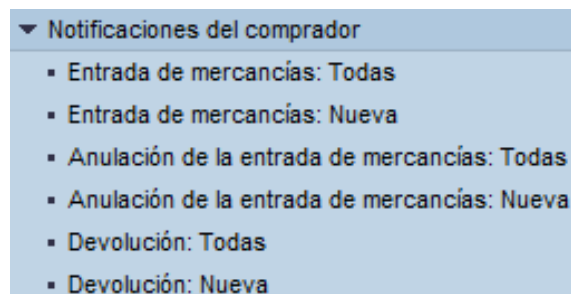 Notificaciones del comprador
Entrada de mercancías: Todas
Entrada de mercancías: Nueva
Anulación de la entrada de mercancías: Todas
Anulación de la entrada de mercancías: Nueva
Devolución: Todas
Devolución: Nueva